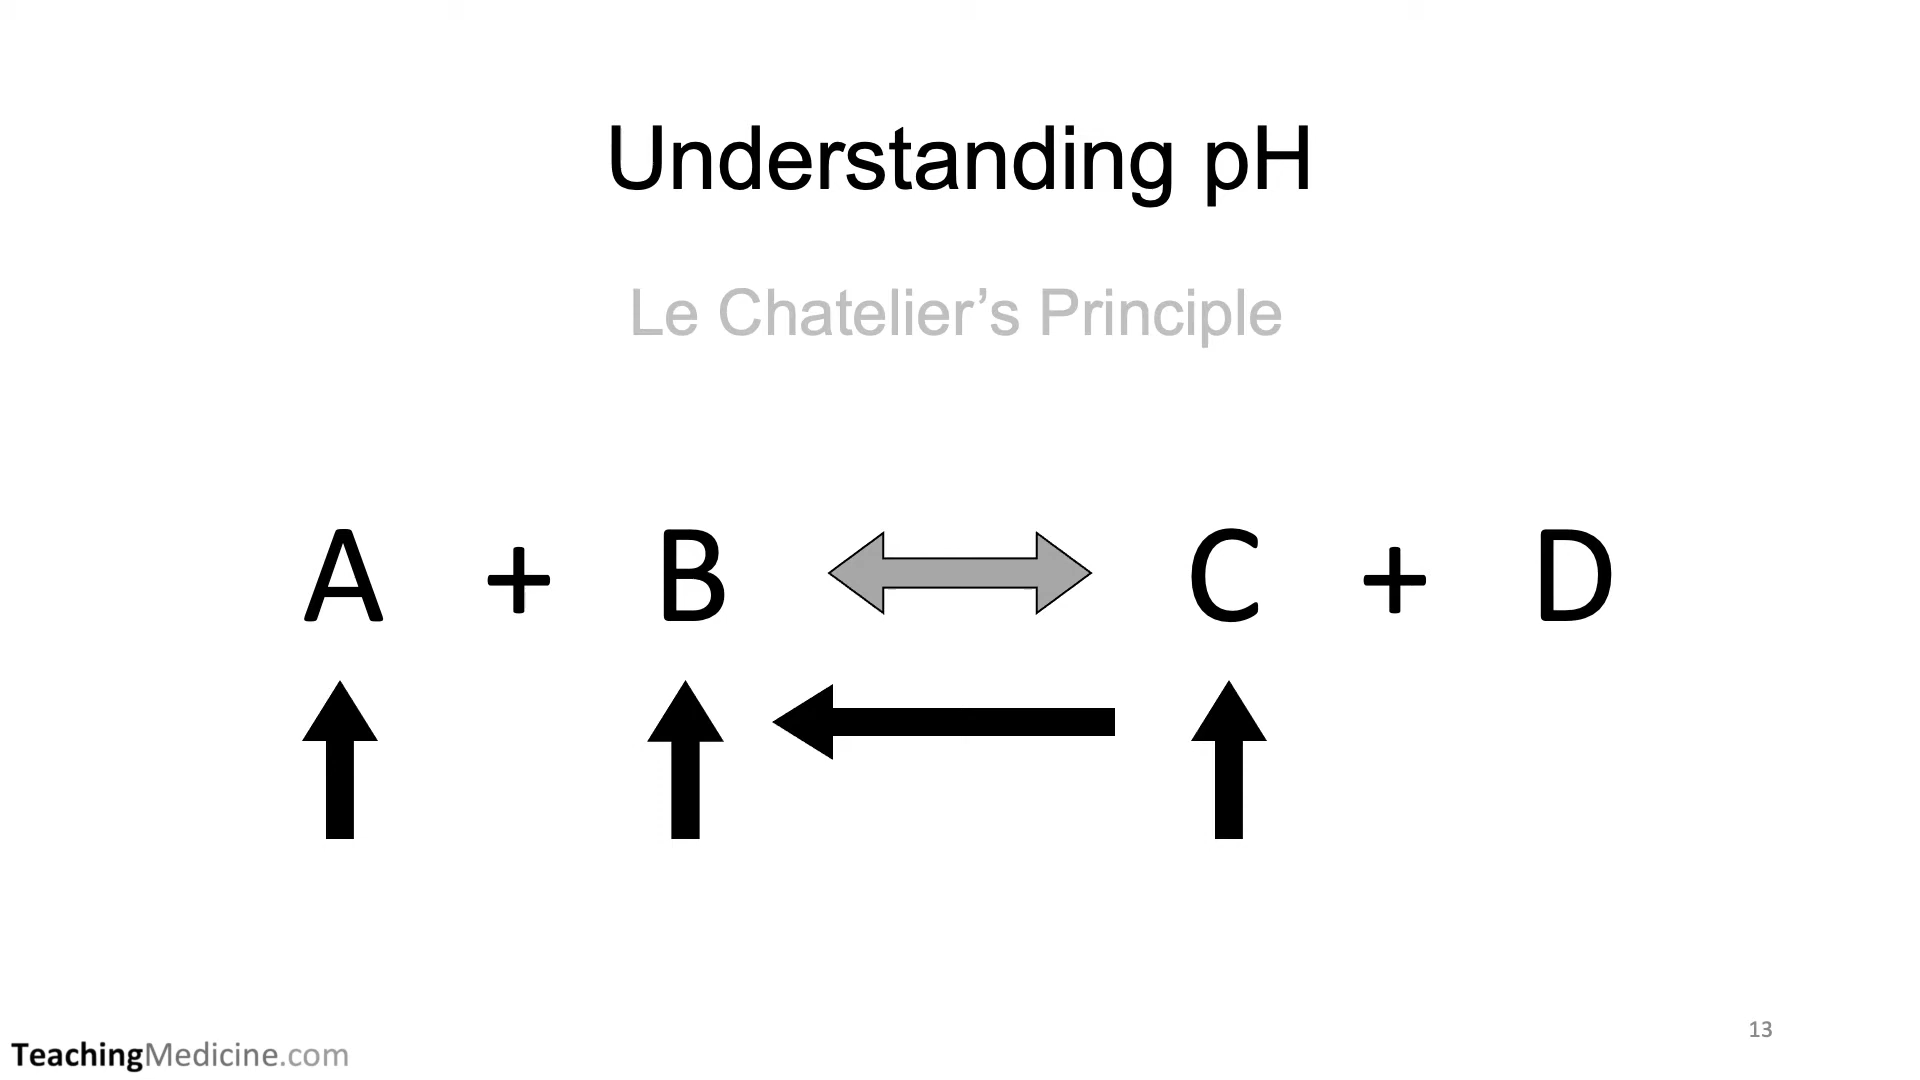 Understanding pH
Le Chatelier’s Principle
A + B C + D
13
TeachingMedicine.com